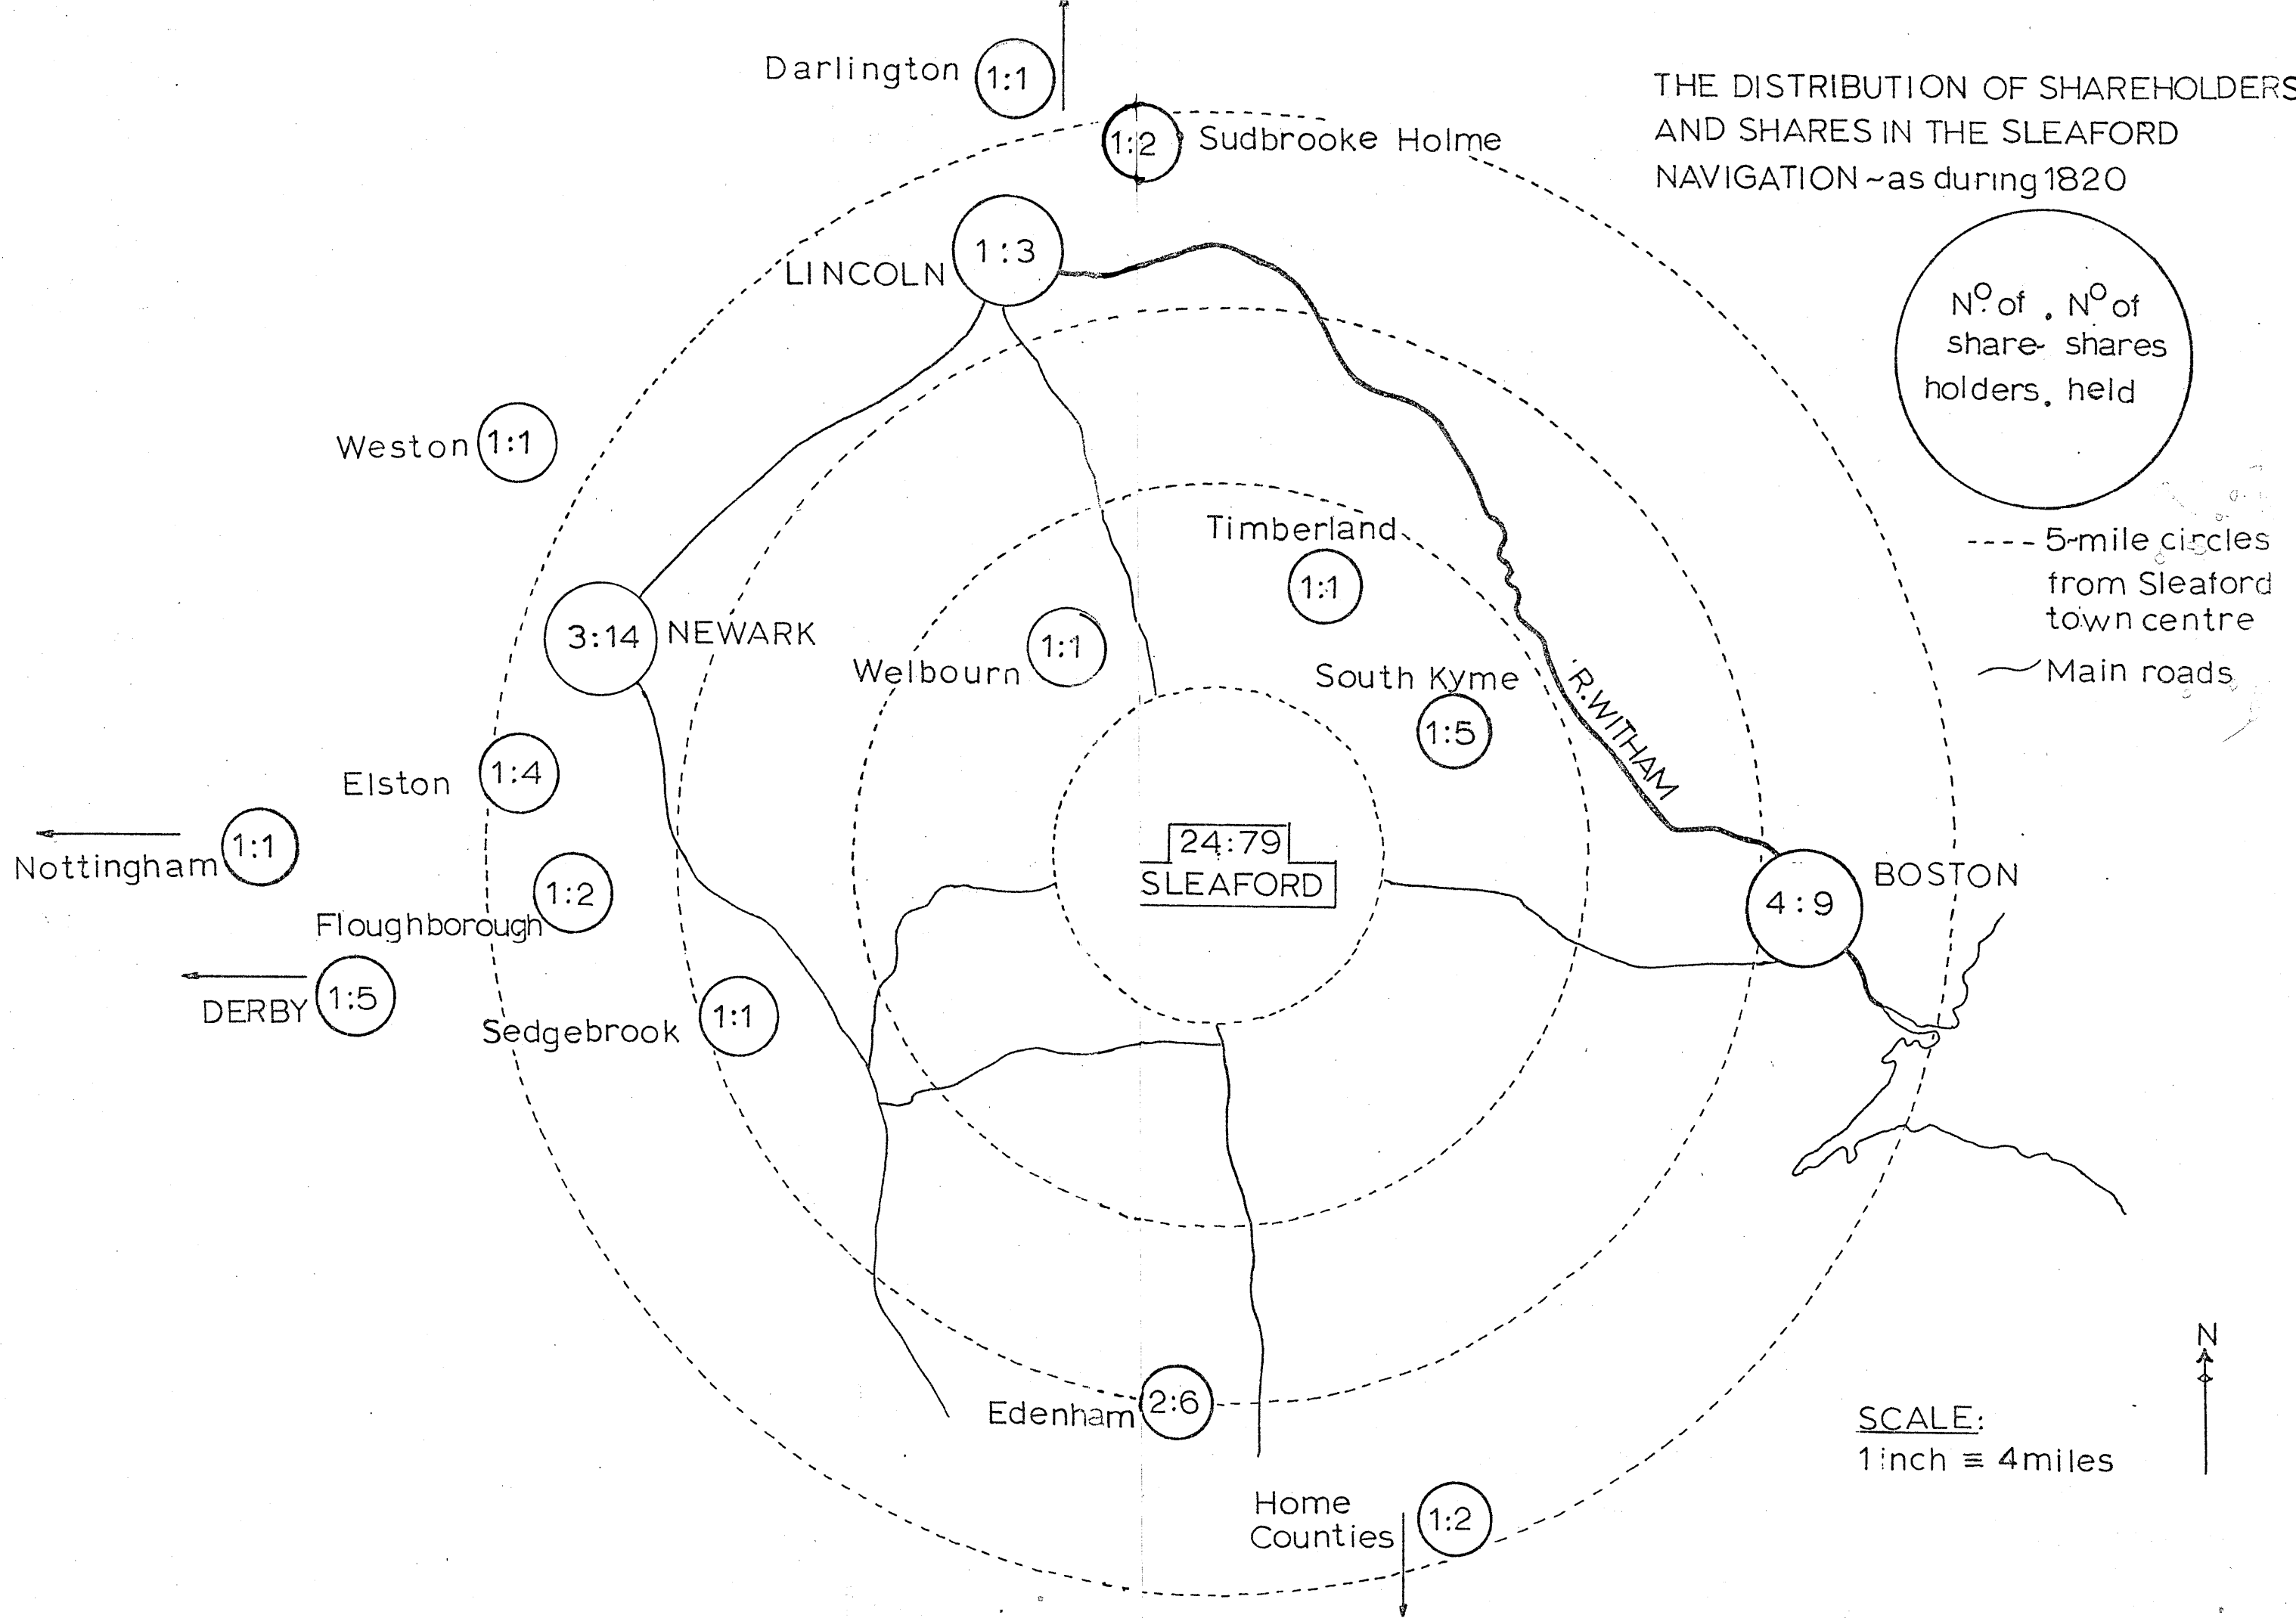 Darlington 1:1
THE DISTRIBUTION OF SHAREHOLDERS
AND SHARES IN THE SLEAFORD
NAVIGATION ~ as during 1820
1:2 Sudbrooke Holme
LINCOLN 1:3
Nº of : Nº of
share- shares
holders. held
Weston 1:1
---- 5-mile circles
from Sleaford
town centre
Main roads
Timberland
1:1
3:14 NEWARK
Welbourn 1:1
South Kyme
1:5
R.WITHAM
Elston 1:4
Nottingham 1:1
24:79
SLEAFORD
BOSTON
4:9
Floughborough 1:2
DERBY 1:5
Sedgebrook 1:1
N
Edenham 2:6
SCALE:
1 inch ≡ 4 miles
Home
Counties 1:2